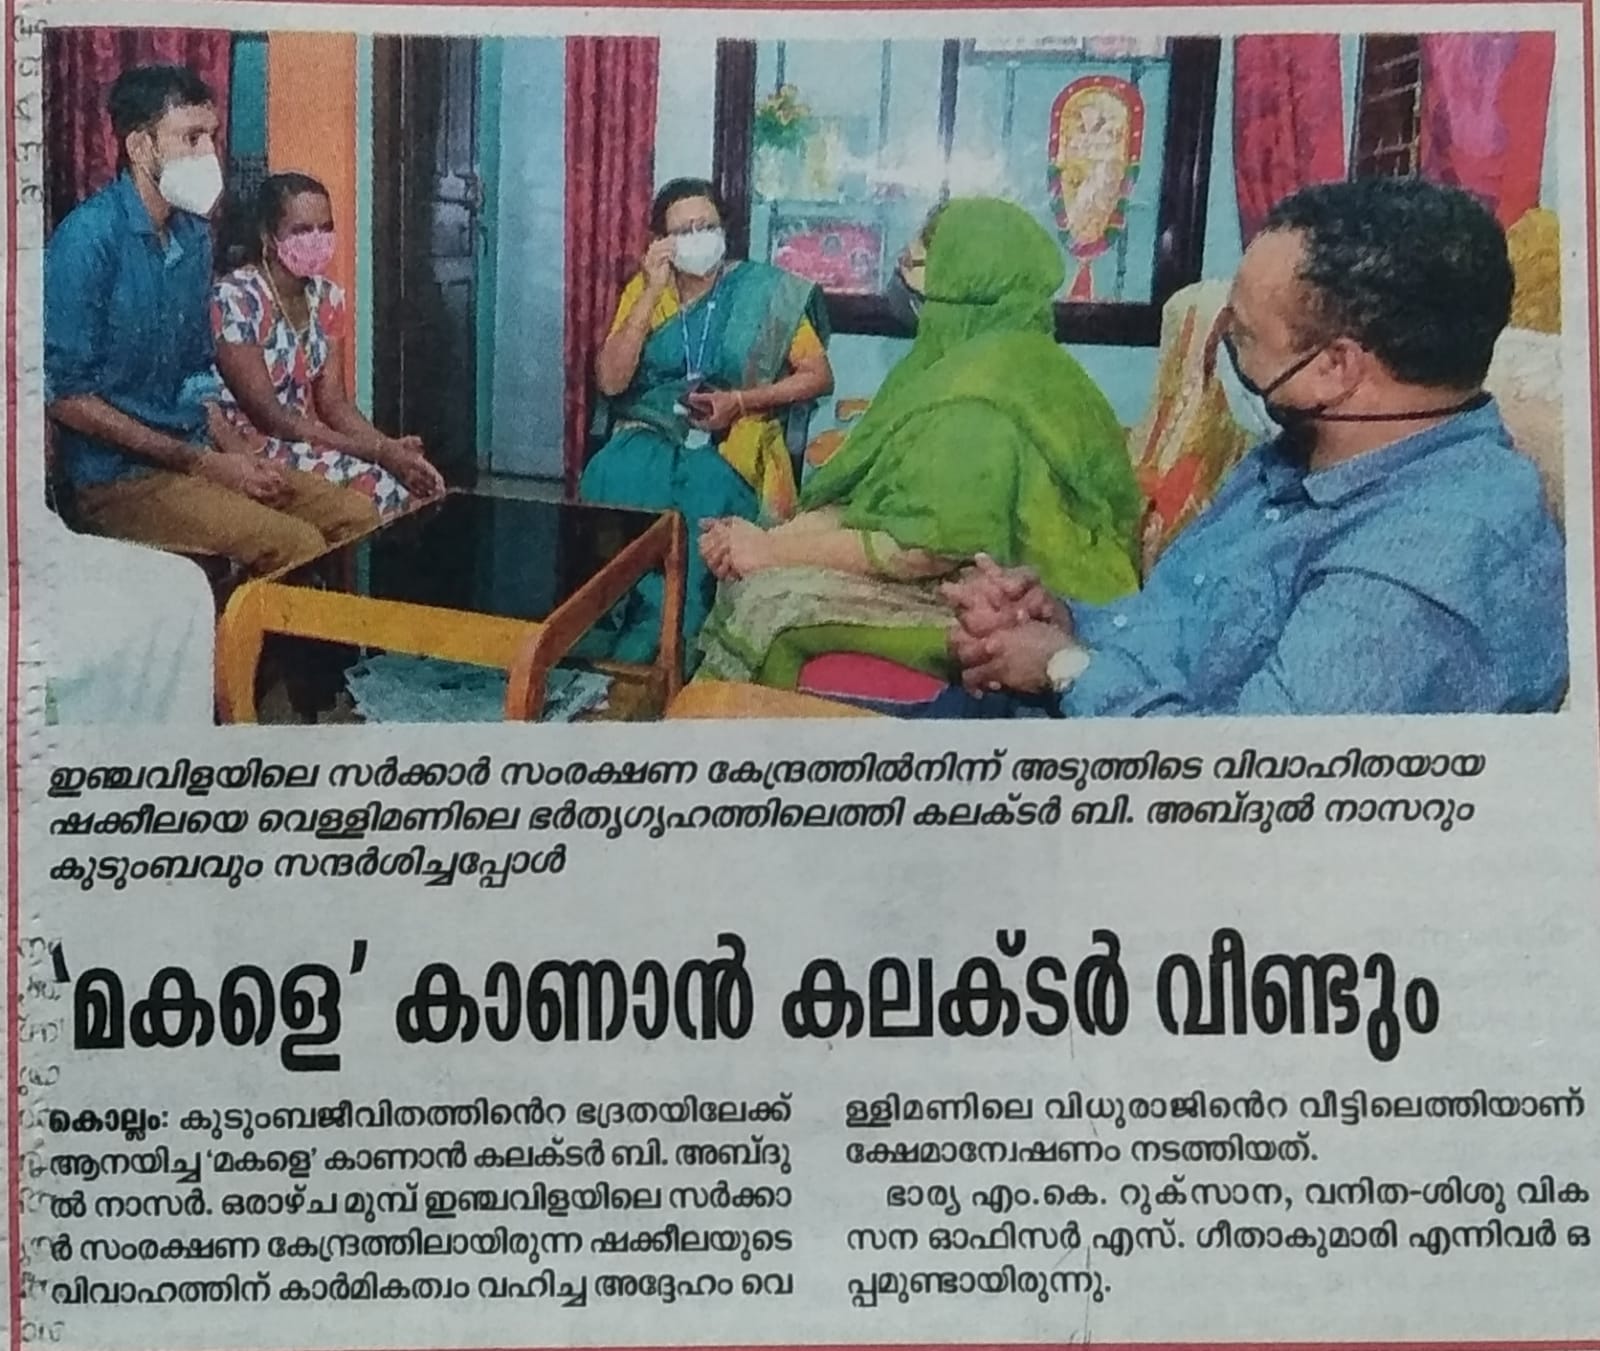 ഇഞ്ചവിളയിലെ സർക്കാർ സംരക്ഷണ കേന്ദ്രത്തിൽനിന്ന് അടുത്തിടെ വിവാഹിതയായ
ഷക്കീലയെ വെള്ളിമണിലെ ഭർതൃഗൃഹത്തിലെത്തി കലക്ടർ ബി. അബ്ദുൽ നാസറും
കുടുംബവും സന്ദർശിച്ചപ്പോൾ
‘മകളെ’ കാണാൻ കലക്ടർ വീണ്ടും
കൊല്ലം: കുടുംബജീവിതത്തിൻെറ ഭദ്രതയിലേക്ക്
ആനയിച്ച ‘മകളെ’ കാണാൻ കലക്ടർ ബി. അബ്ദു
ൽ നാസർ. ഒരാഴ്ച മുമ്പ് ഇഞ്ചവിളയിലെ സർക്കാ
ർ സംരക്ഷണ കേന്ദ്രത്തിലായിരുന്ന ഷക്കീലയുടെ
വിവാഹത്തിന് കാർമികത്വം വഹിച്ച അദ്ദേഹം വെ
ള്ളിമണിലെ വിധുരാജിൻെറ വീട്ടിലെത്തിയാണ്
ക്ഷേമാന്വേഷണം നടത്തിയത്.
ഭാര്യ എം.കെ. റുക്സാന, വനിത-ശിശു വിക
സന ഓഫിസർ എസ്. ഗീതാകുമാരി എന്നിവർ ഒ
പ്പമുണ്ടായിരുന്നു.